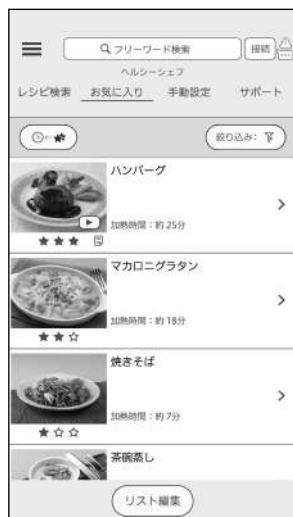 フリーワード検索
接続
ヘルシーシェフ
レシピ検索 お気に入り 手動設定 サポート
絞り込み:
ハンバーグ
加熱時間：約25分
マカロニグラタン
加熱時間：約18分
焼きそば
加熱時間：約7分
茶碗蒸し
リスト編集